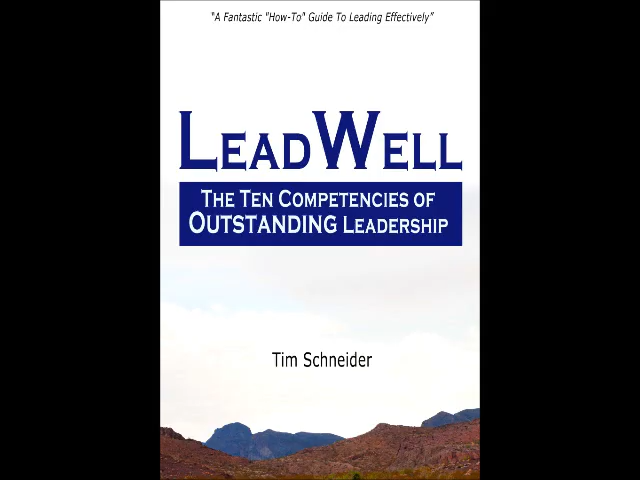 "A Fantastic "How-To" Guide To Leading Effectively"
LEADWELL
THE TEN COMPETENCIES OF
OUTSTANDING LEADERSHIP
Tim Schneider